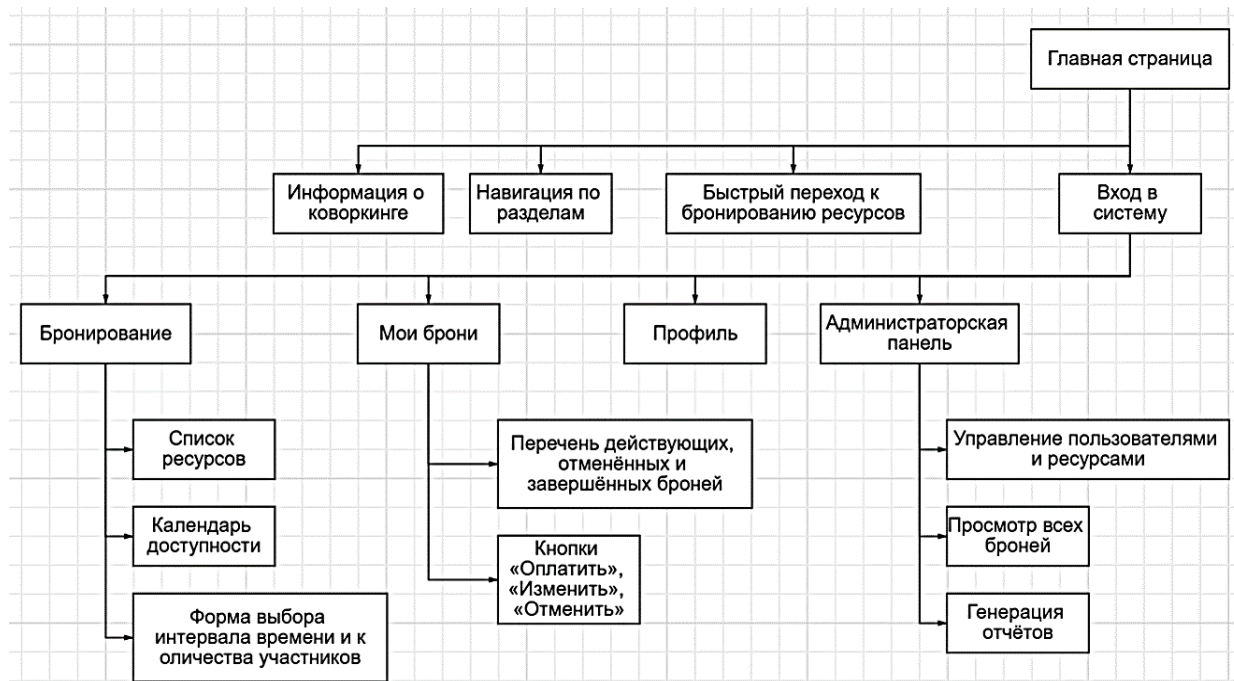 Главная страница
Информация о
коворкинге
Навигация по
разделам
Быстрый переход к
бронированию ресурсов
Вход в
систему
Бронирование
Мои брони
Профиль
Администраторская
панель
Список
ресурсов
Календарь
доступности
Форма выбора
интервала времени и к
оличества участников
Перечень действующих,
отменённых и
завершённых броней
Кнопки
«Оплатить»,
«Изменить»,
«Отменить»
Управление пользователями
и ресурсами
Просмотр всех
броней
Генерация
отчётов